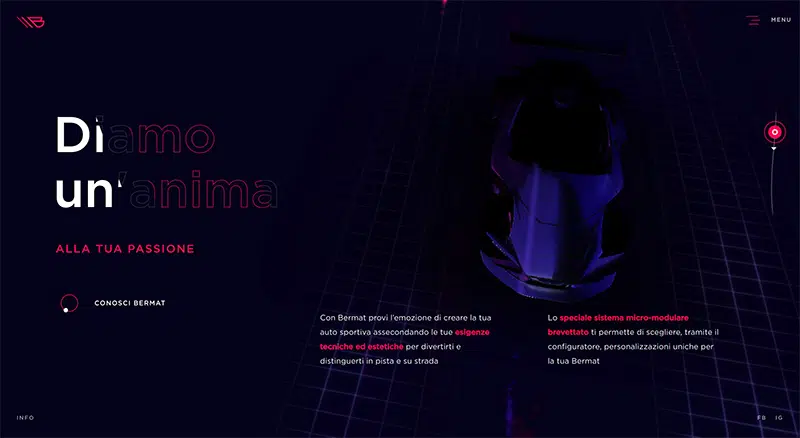 MENU
Diamo
un'anima
ALLA TUA PASSIONE
CONOSCI BERMAT
Con Bermat provi l'emozione di creare la tua
auto sportiva assecondando le tue esigenze
tecniche ed estetiche per divertirti e
distinguerti in pista e su strada
Lo speciale sistema micro-modulare
brevettato ti permette di scegliere, tramite il
configuratore, personalizzazioni uniche per
la tua Bermat
INFO
FB IG